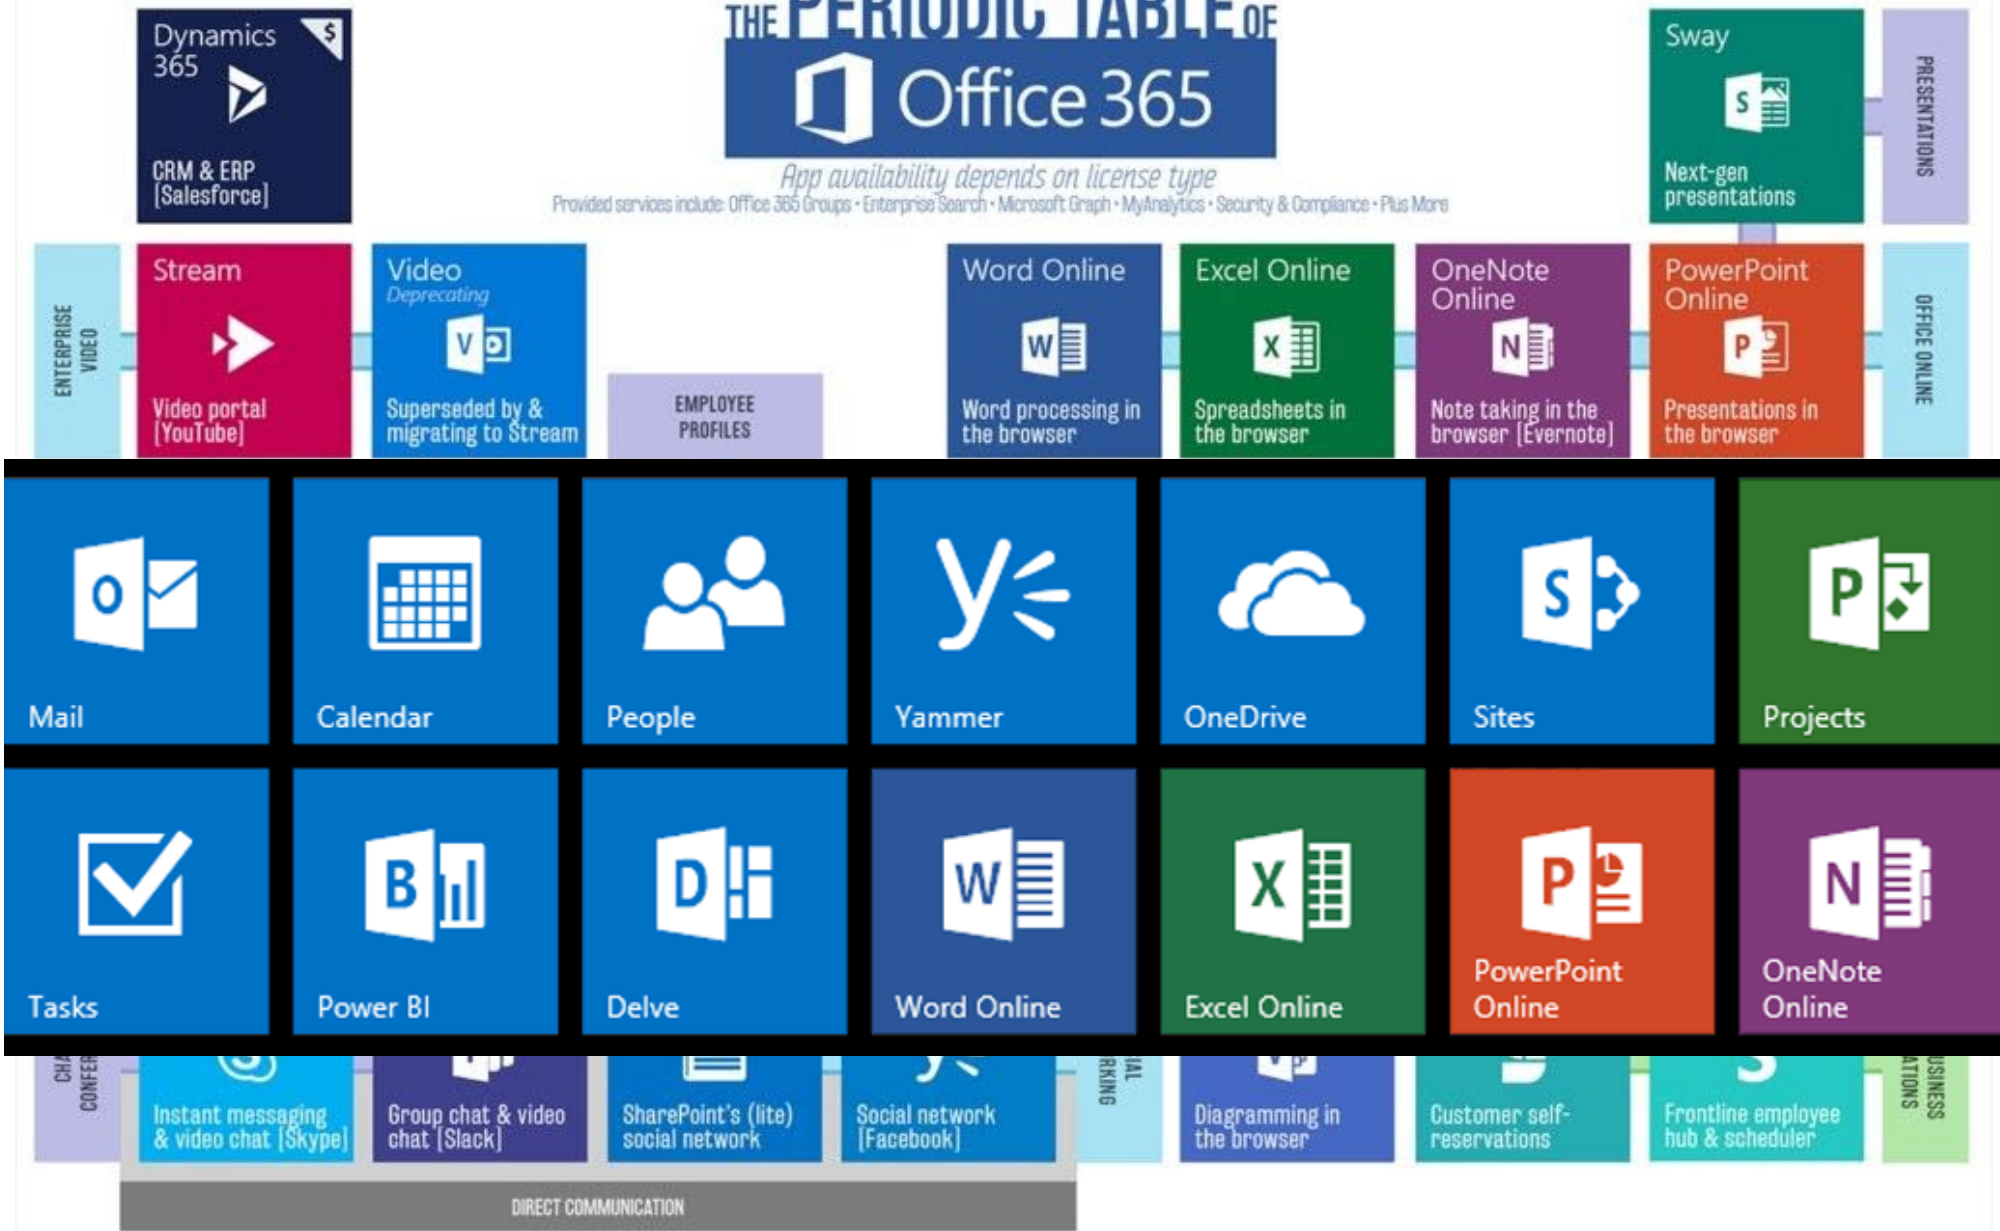 THE PERIODIC TABLE OF
Office 365
App availability depends on license type
Provided services include: Office 365 Groups • Enterprise Search • Microsoft Graph • MyAnalytics • Security & Compliance • Plus More
Dynamics
365
$
CRM & ERP
[Salesforce]
Sway
S
Next-gen
presentations
PRESENTATIONS
ENTERPRISE
VIDEO
Stream
Video portal
[YouTube]
Video
Deprecating
V
Superseded by &
migrating to Stream
EMPLOYEE
PROFILES
Word Online
W
Word processing in
the browser
Excel Online
X
Spreadsheets in
the browser
OneNote
Online
N
Note taking in the
browser [Evernote]
PowerPoint
Online
P
Presentations in
the browser
OFFICE ONLINE
O
Mail
Calendar
People
Yammer
OneDrive
S
Sites
P
Projects
Tasks
B
Power BI
D
Delve
W
Word Online
X
Excel Online
P
PowerPoint
Online
N
OneNote
Online
CHA
CONFER
Instant messaging
& video chat [Skype]
Group chat & video
chat [Slack]
SharePoint's (lite)
social network
Social network
[Facebook]
IAL
RKING
Diagramming in
the browser
Customer self-
reservations
Frontline employee
hub & scheduler
USINESS
ATIONS
DIRECT COMMUNICATION